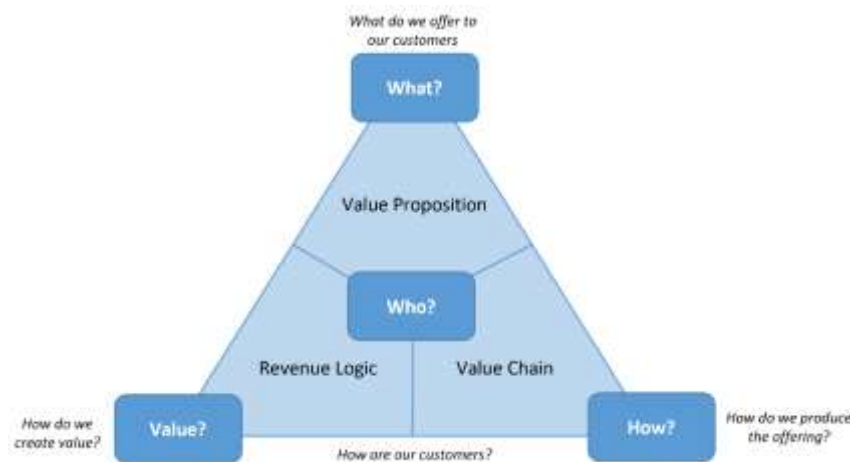 What do we offer to
our customers
What?
Value Proposition
Who?
Revenue Logic
Value Chain
How do we
create value?
Value?
How are our customers?
How?
How do we produce
the offering?